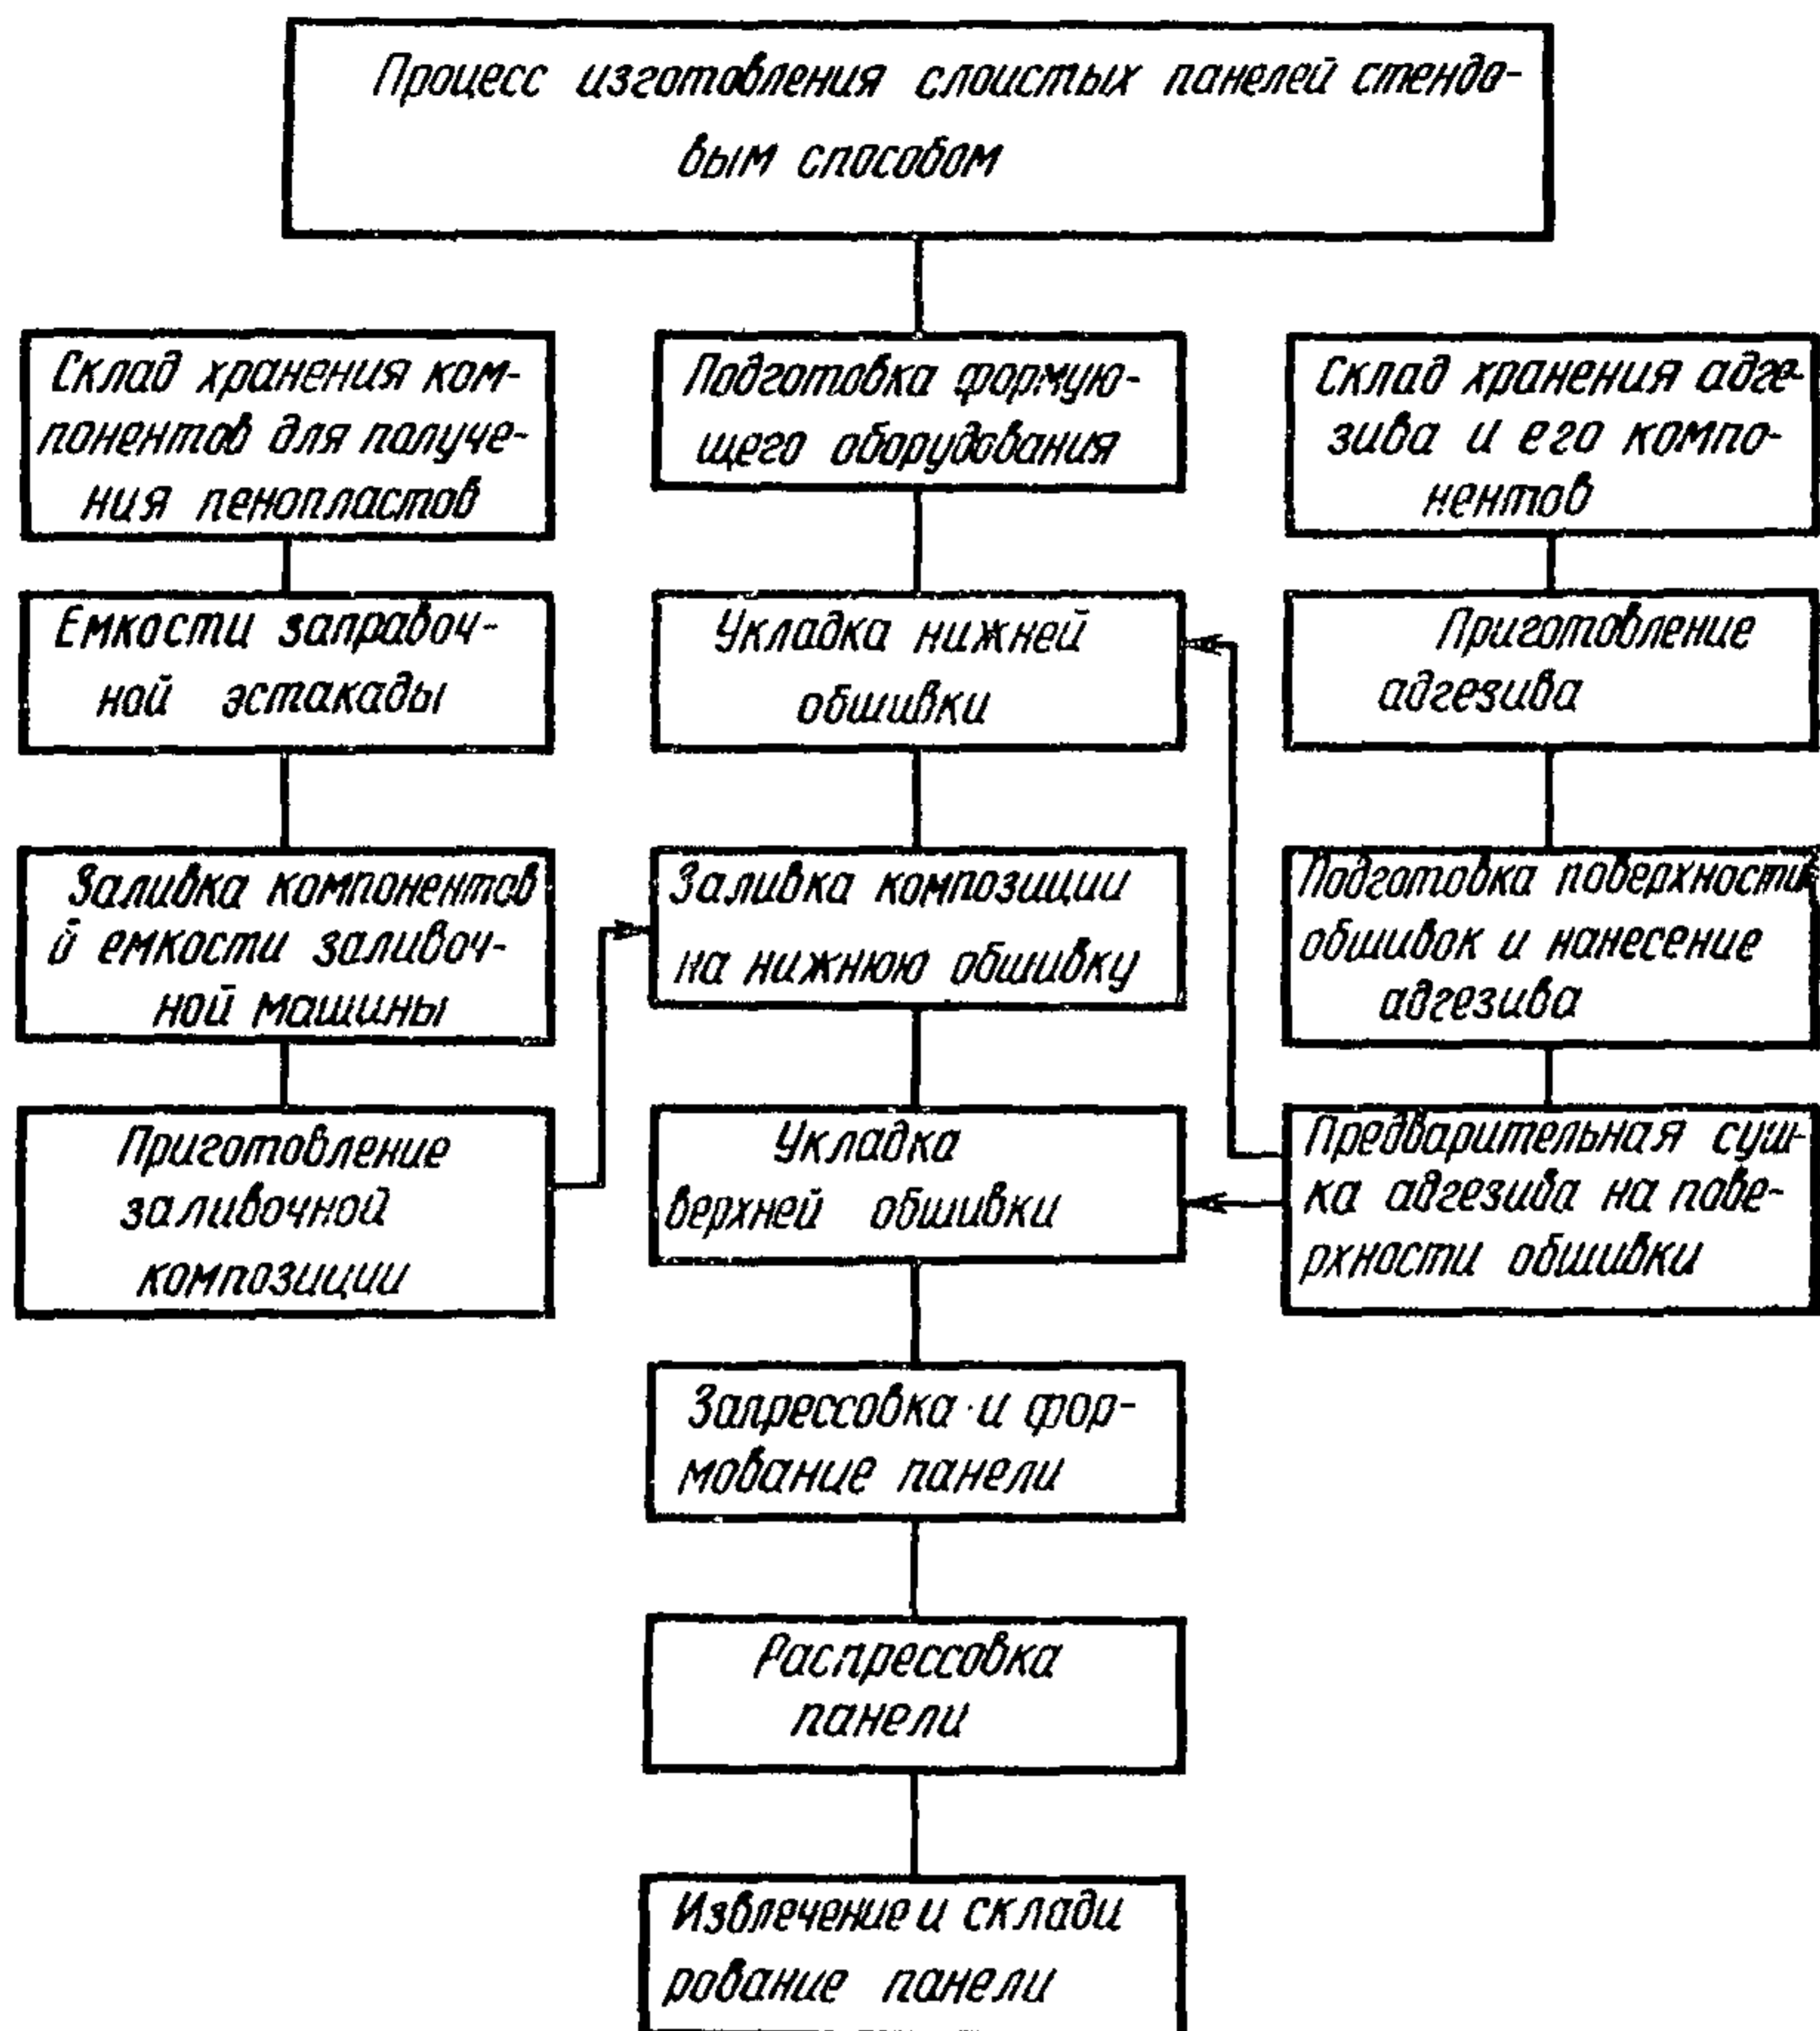 Процесс изготовления слоистых панелей стендо-
вым способом
Склад хранения ком-
понентов для получе-
ния пенопластов
Емкости заправоч-
ной эстакады
Заливка компонентов
в емкости заливоч-
ной машины
Приготовление
заливочной
композиции
Подготовка формую-
щего оборудования
Укладка нижней
обшивки
Заливка композиции
на нижнюю обшивку
Укладка
верхней обшивки
Запрессовка и фор-
мование панели
Распрессовка
панели
Извлечение и склади
рование панели
Склад хранения адге-
зива и его компо-
нентов
Приготовление
адгезива
Подготовка поверхности
обшивок и нанесение
адгезива
Предварительная суш-
ка адгезива на пове-
рхности обшивки